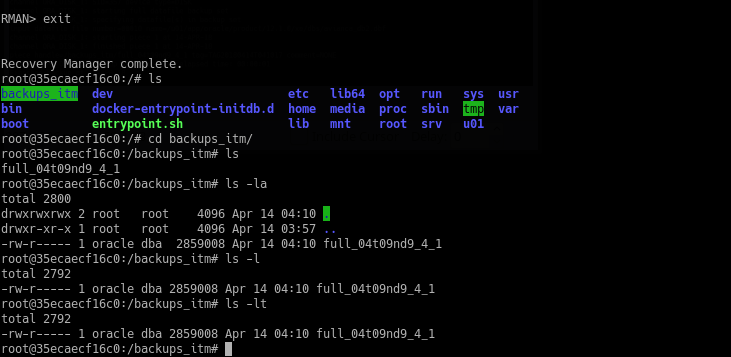 RMAN> exit
Recovery Manager complete.
root@35ecaecf16c0:/# ls
backups_itm  dev                         etc   lib64  opt   run   sys  usr
bin          docker-entrypoint-initdb.d  home  media  proc  sbin  tmp  var
boot         entrypoint.sh               lib   mnt    root  srv   u01
root@35ecaecf16c0:/# cd backups_itm/
root@35ecaecf16c0:/backups_itm# ls
full_04t09nd9_4_1
root@35ecaecf16c0:/backups_itm# ls -la
total 2800
drwxrwxrwx 2 root   root    4096 Apr 14 04:10 .
drwxr-xr-x 1 root   root    4096 Apr 14 03:57 ..
-rw-r----- 1 oracle dba  2859008 Apr 14 04:10 full_04t09nd9_4_1
root@35ecaecf16c0:/backups_itm# ls -l
total 2792
-rw-r----- 1 oracle dba 2859008 Apr 14 04:10 full_04t09nd9_4_1
root@35ecaecf16c0:/backups_itm# ls -lt
total 2792
-rw-r----- 1 oracle dba 2859008 Apr 14 04:10 full_04t09nd9_4_1
root@35ecaecf16c0:/backups_itm#